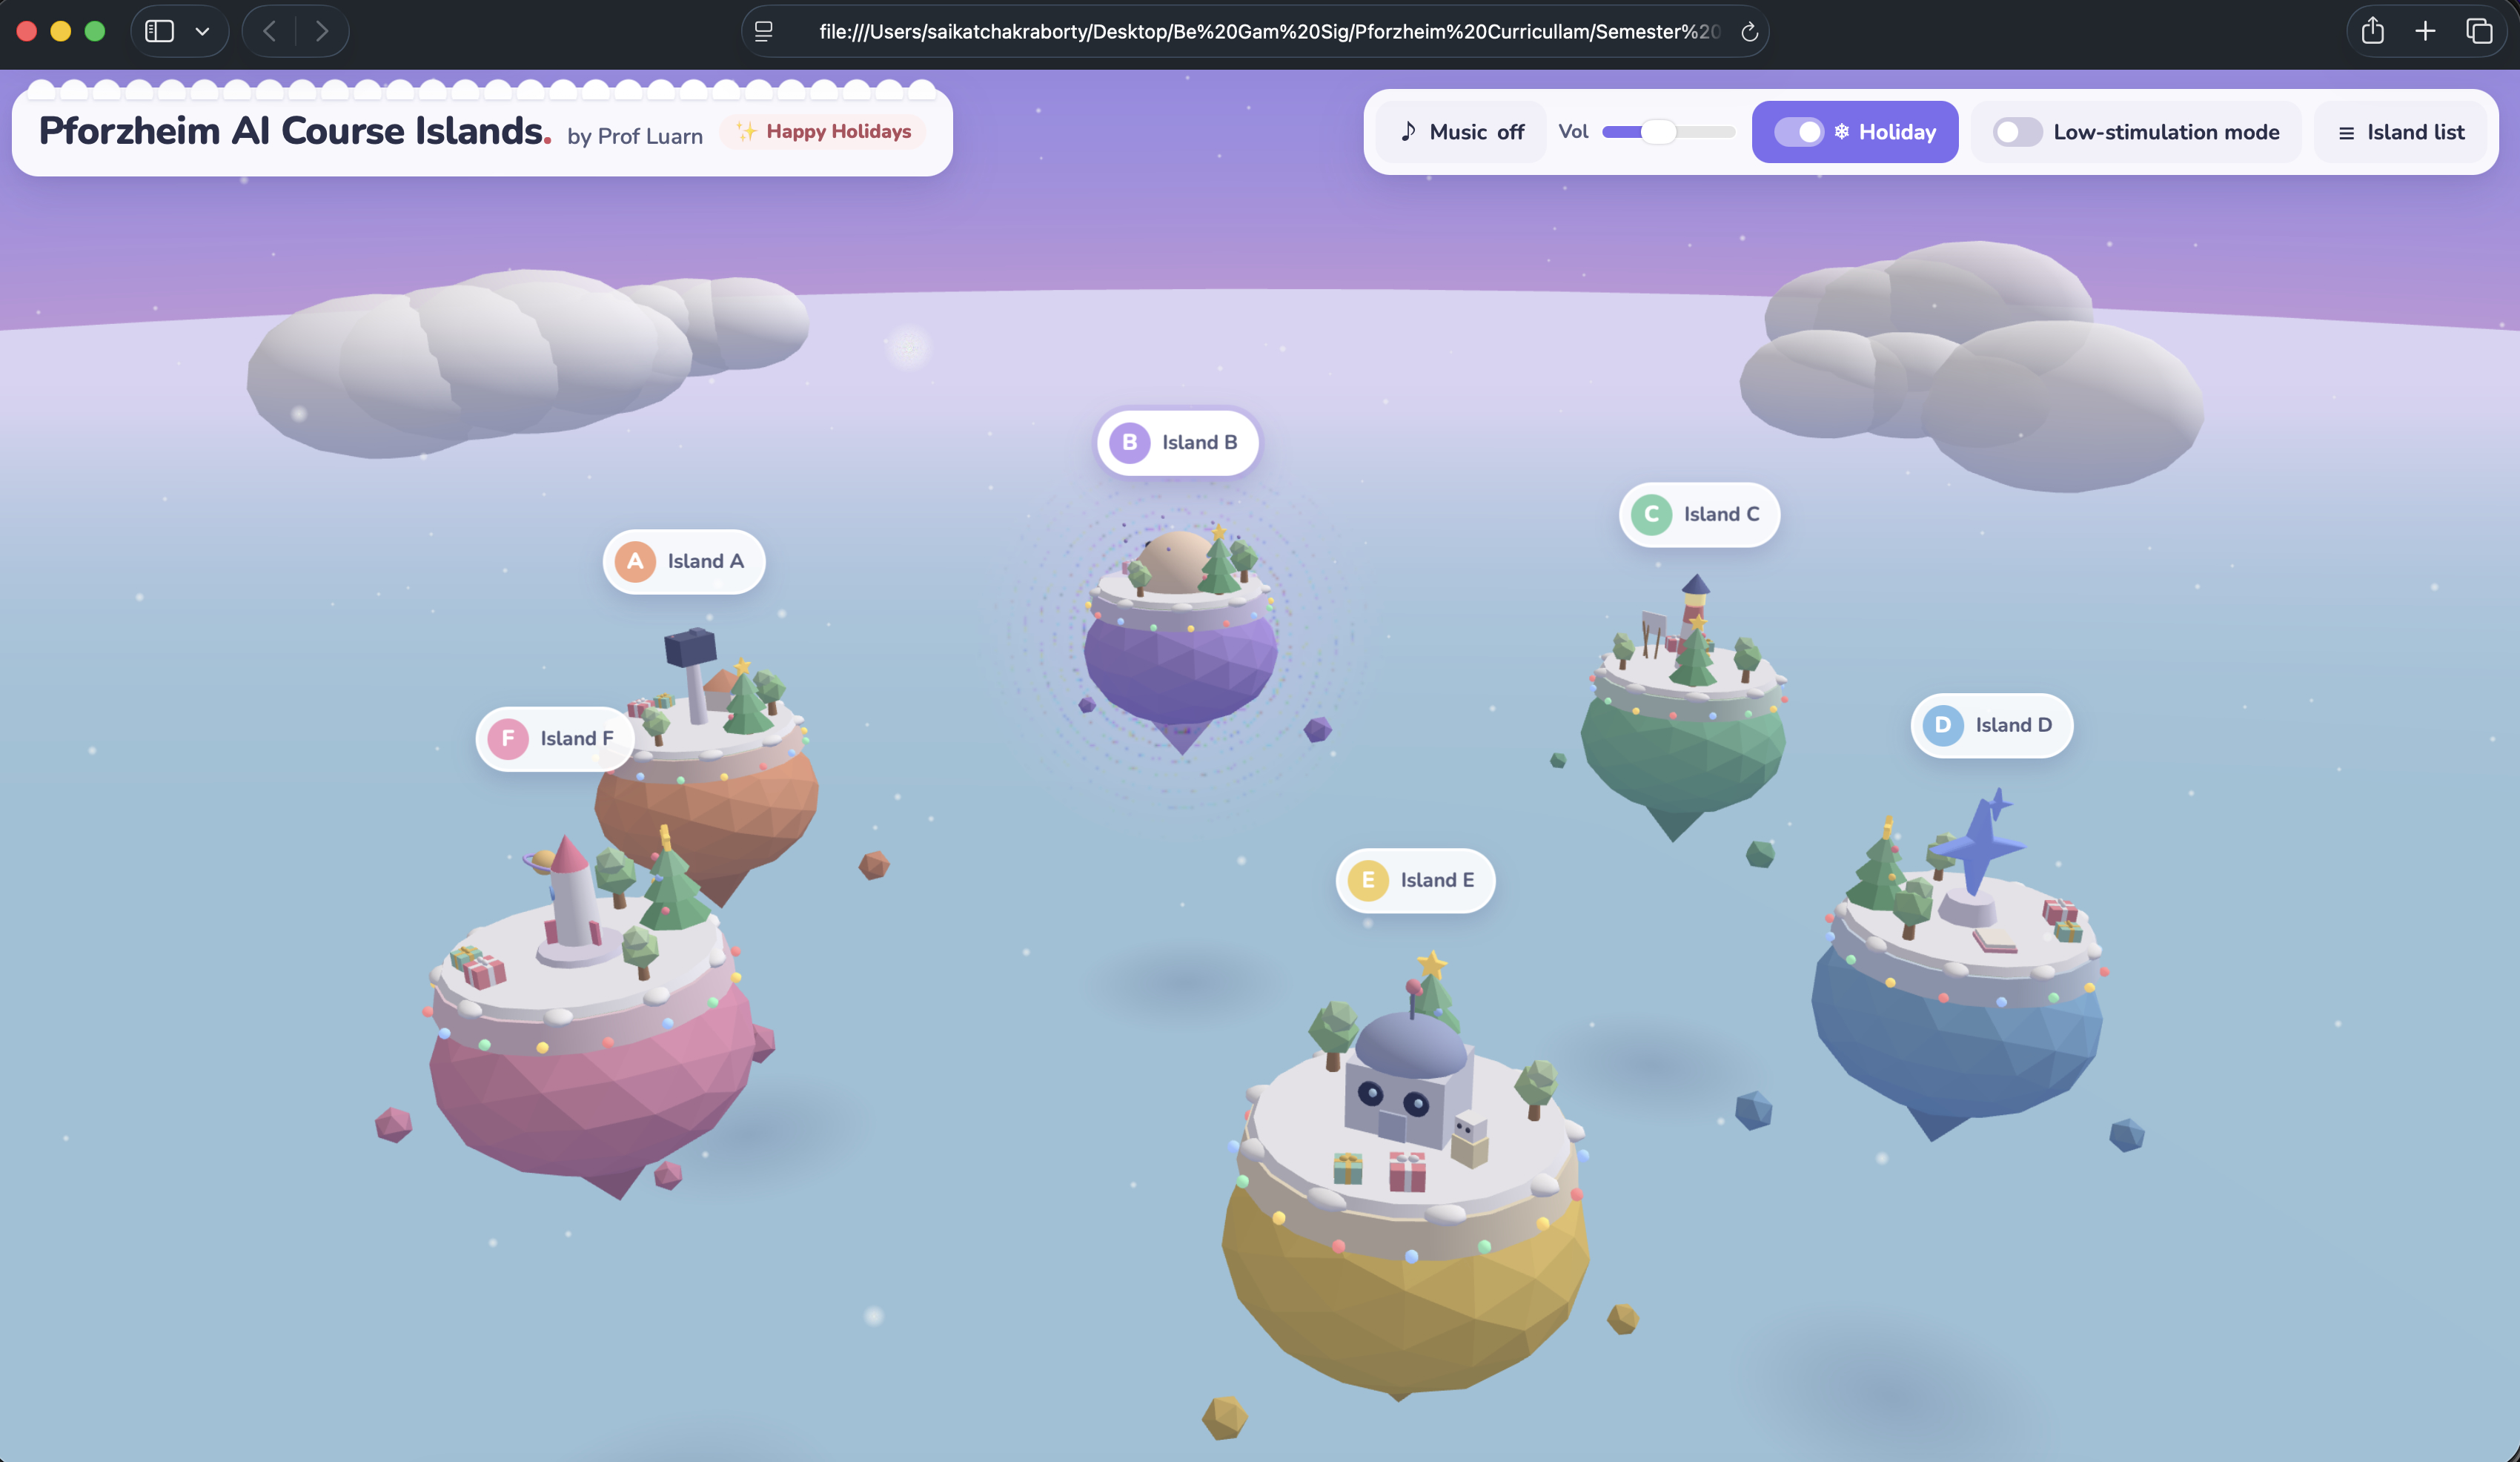 file:///Users/saikatchakraborty/Desktop/Be%20Gam%20Sig/Pforzheim%20Curricullam/Semester%20
Pforzheim AI Course Islands. by Prof Luarn ✨ Happy Holidays
♪ Music off Vol ❄ Holiday Low-stimulation mode ≡ Island list
B Island B
C Island C
A Island A
D Island D
F Island F
E Island E